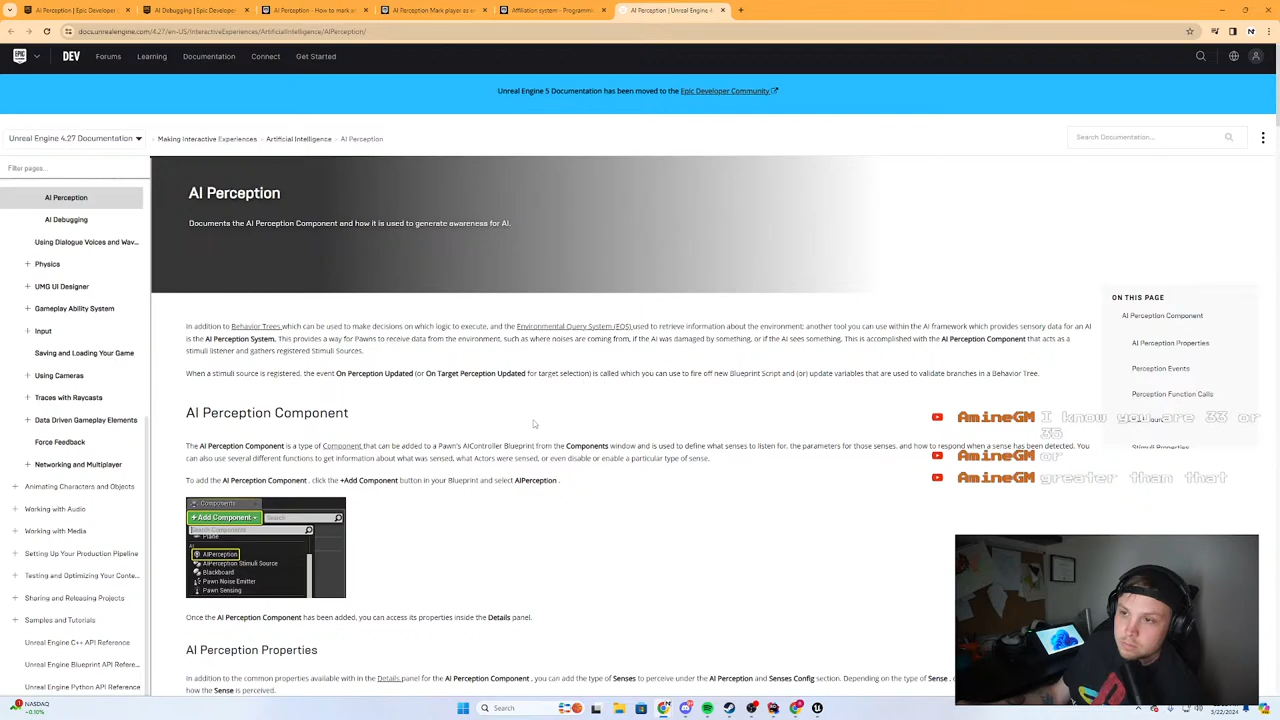 AI Perception | Epic Developer
AI Debugging | Epic Develope
AI Perception - How to mark an
AI Perception Mark player as en
Affiliation system - Programmin
AI Perception | Unreal Engine 4
docs.unrealengine.com/4.27/en-US/InteractiveExperiences/ArtificialIntelligence/AIPerception/
DEV Forums Learning Documentation Connect Get Started
Unreal Engine 5 Documentation has been moved to the Epic Developer Community
Unreal Engine 4.27 Documentation
Making Interactive Experiences > Artificial Intelligence > AI Perception
Search Documentation...
Filter pages...
AI Perception
AI Debugging
Using Dialogue Voices and Wav...
Physics
UMG UI Designer
Gameplay Ability System
Input
Saving and Loading Your Game
Using Cameras
Traces with Raycasts
Data Driven Gameplay Elements
Force Feedback
Networking and Multiplayer
Animating Characters and Objects
Working with Audio
Working with Media
Setting Up Your Production Pipeline
Testing and Optimizing Your Conte...
Sharing and Releasing Projects
Samples and Tutorials
Unreal Engine C++ API Reference
Unreal Engine Blueprint API Refere...
Unreal Engine Python API Reference
AI Perception
Documents the AI Perception Component and how it is used to generate awareness for AI.
In addition to Behavior Trees which can be used to make decisions on which logic to execute, and the Environmental Query System (EQS) used to retrieve information about the environment; another tool you can use within the AI framework which provides sensory data for an AI
is the AI Perception System. This provides a way for Pawns to receive data from the environment, such as where noises are coming from, if the AI was damaged by something, or if the AI sees something. This is accomplished with the AI Perception Component that acts as a
stimuli listener and gathers registered Stimuli Sources.
When a stimuli source is registered, the event On Perception Updated (or On Target Perception Updated for target selection) is called which you can use to fire off new Blueprint Script and (or) update variables that are used to validate branches in a Behavior Tree.
AI Perception Component
The AI Perception Component is a type of Component that can be added to a Pawn's AIController Blueprint from the Components window and is used to define what senses to listen for, the parameters for those senses, and how to respond when a sense has been detected. You
can also use several different functions to get information about what was sensed, what Actors were sensed, or even disable or enable a particular type of sense.
To add the AI Perception Component , click the +Add Component button in your Blueprint and select AIPerception .
Components
+ Add Component Search
Search Components
Plane
AI
AIPerception
AIPerception Stimuli Source
Blackboard
Pawn Noise Emitter
Pawn Sensing
Once the AI Perception Component has been added, you can access its properties inside the Details panel.
AI Perception Properties
In addition to the common properties available with in the Details panel for the AI Perception Component , you can add the type of Senses to perceive under the AI Perception and Senses Config section. Depending on the type of Sense ,
how the Sense is perceived.
ON THIS PAGE
AI Perception Component
AI Perception Properties
Perception Events
Perception Function Calls
Stimuli Properties
AmineGM I know you are 33 or
35
AmineGM or
AmineGM greater than that
NASDAQ
+0.10%
Search
3/22/2024